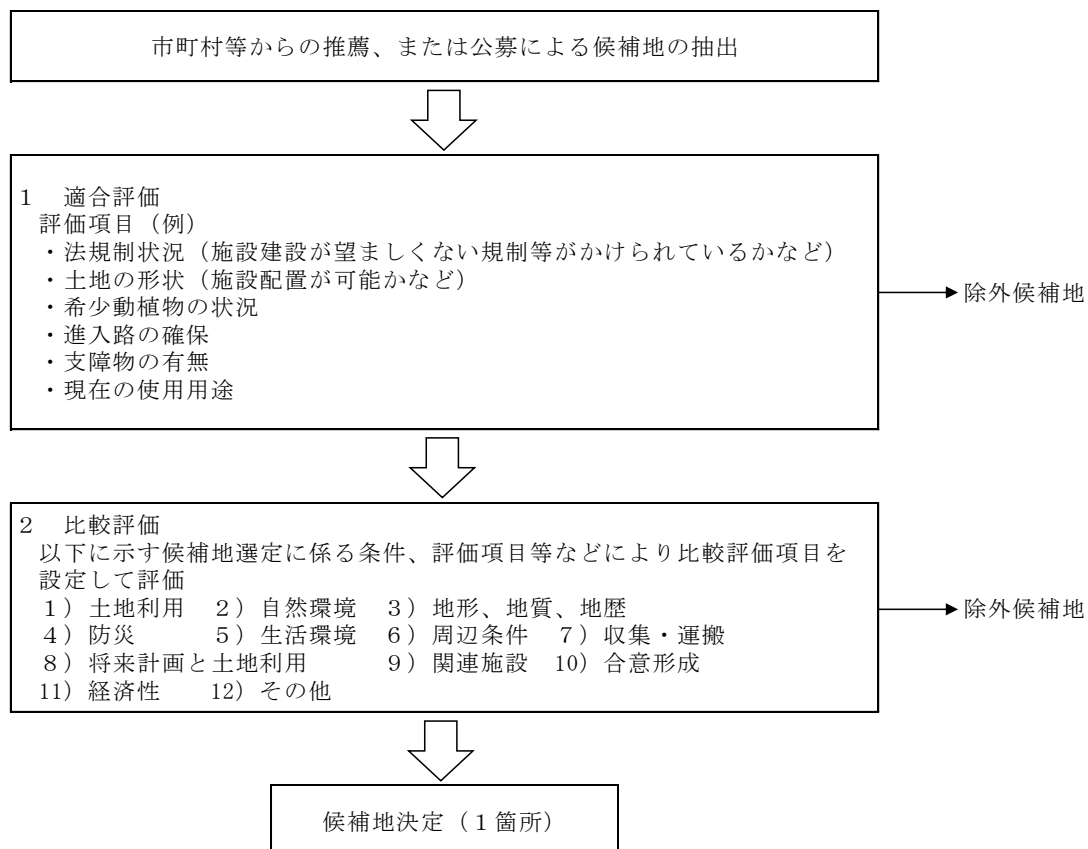 市町村等からの推薦、または公募による候補地の抽出
1　適合評価
評価項目（例）
・法規制状況（施設建設が望ましくない規制等がかけられているかなど）
・土地の形状（施設配置が可能かなど）
・希少動植物の状況
・進入路の確保
・支障物の有無
・現在の使用用途
除外候補地
2　比較評価
以下に示す候補地選定に係る条件、評価項目等などにより比較評価項目を
設定して評価
１）土地利用　２）自然環境　３）地形、地質、地歴
４）防災　５）生活環境　６）周辺条件　７）収集・運搬
８）将来計画と土地利用　９）関連施設　10）合意形成
11）経済性　12）その他
除外候補地
候補地決定（１箇所）